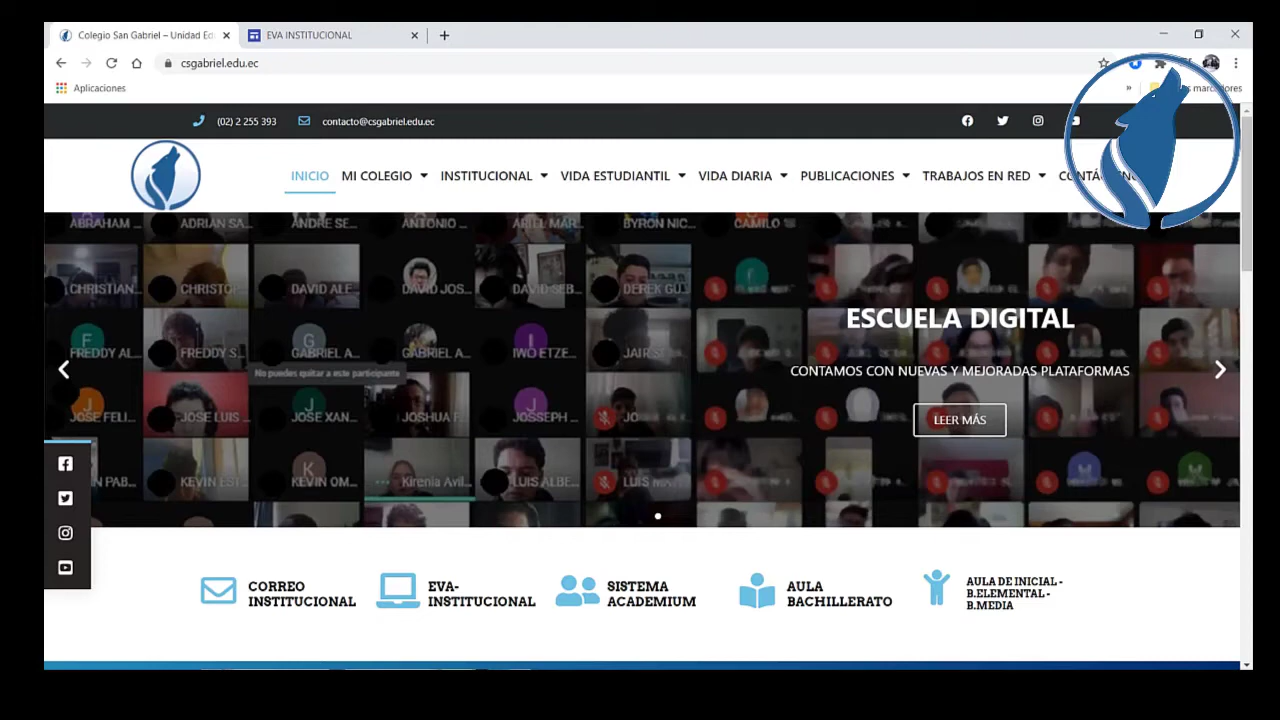 Colegio San Gabriel – Unidad Ed
EVA INSTITUCIONAL
csgabriel.edu.ec
Aplicaciones
(02) 2 255 393
contacto@csgabriel.edu.ec
INICIO
MI COLEGIO
INSTITUCIONAL
VIDA ESTUDIANTIL
VIDA DIARIA
PUBLICACIONES
TRABAJOS EN RED
ABRAHAM ...
ADRIAN SA...
ANDRE SE...
ANTONIO ...
ARIEL MÁR...
BYRON NIC...
CAMILO
CHRISTIAN...
CHRISTOP
DAVID ALE
DAVID JOS...
DAVID SEB...
DEREK GU
ESCUELA DIGITAL
FREDDY AL...
F
FREDDY S...
GABRIEL A...
G
GABRIEL A...
IWO ETZE...
I
JAIR S
No puedes quitar a este participante
CONTAMOS CON NUEVAS Y MEJORADAS PLATAFORMAS
JOSE FELI...
J
JOSE LUIS
JOSE XAN...
J
JOSHUA F
JOSSEPH ...
J
JO
LEER MÁS
N PAB...
KEVIN EST
KEVIN OM...
K
Kirenia Avil...
LUIS ALBE
LUIS MA
CORREO
INSTITUCIONAL
EVA-
INSTITUCIONAL
SISTEMA
ACADEMIUM
AULA
BACHILLERATO
AULA DE INICIAL -
B.ELEMENTAL -
B.MEDIA